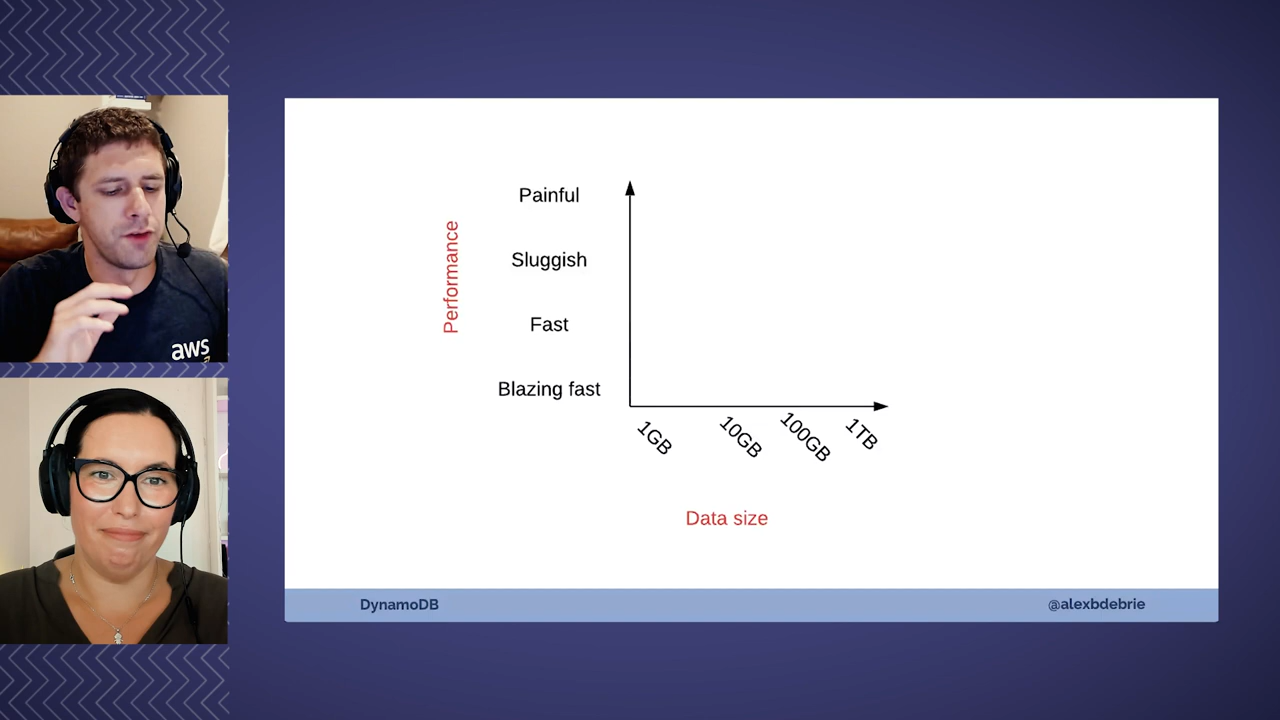 aws
Painful
Sluggish
Fast
Blazing fast
Performance
1GB
10GB
100GB
1TB
Data size
DynamoDB
@alexbdebrie